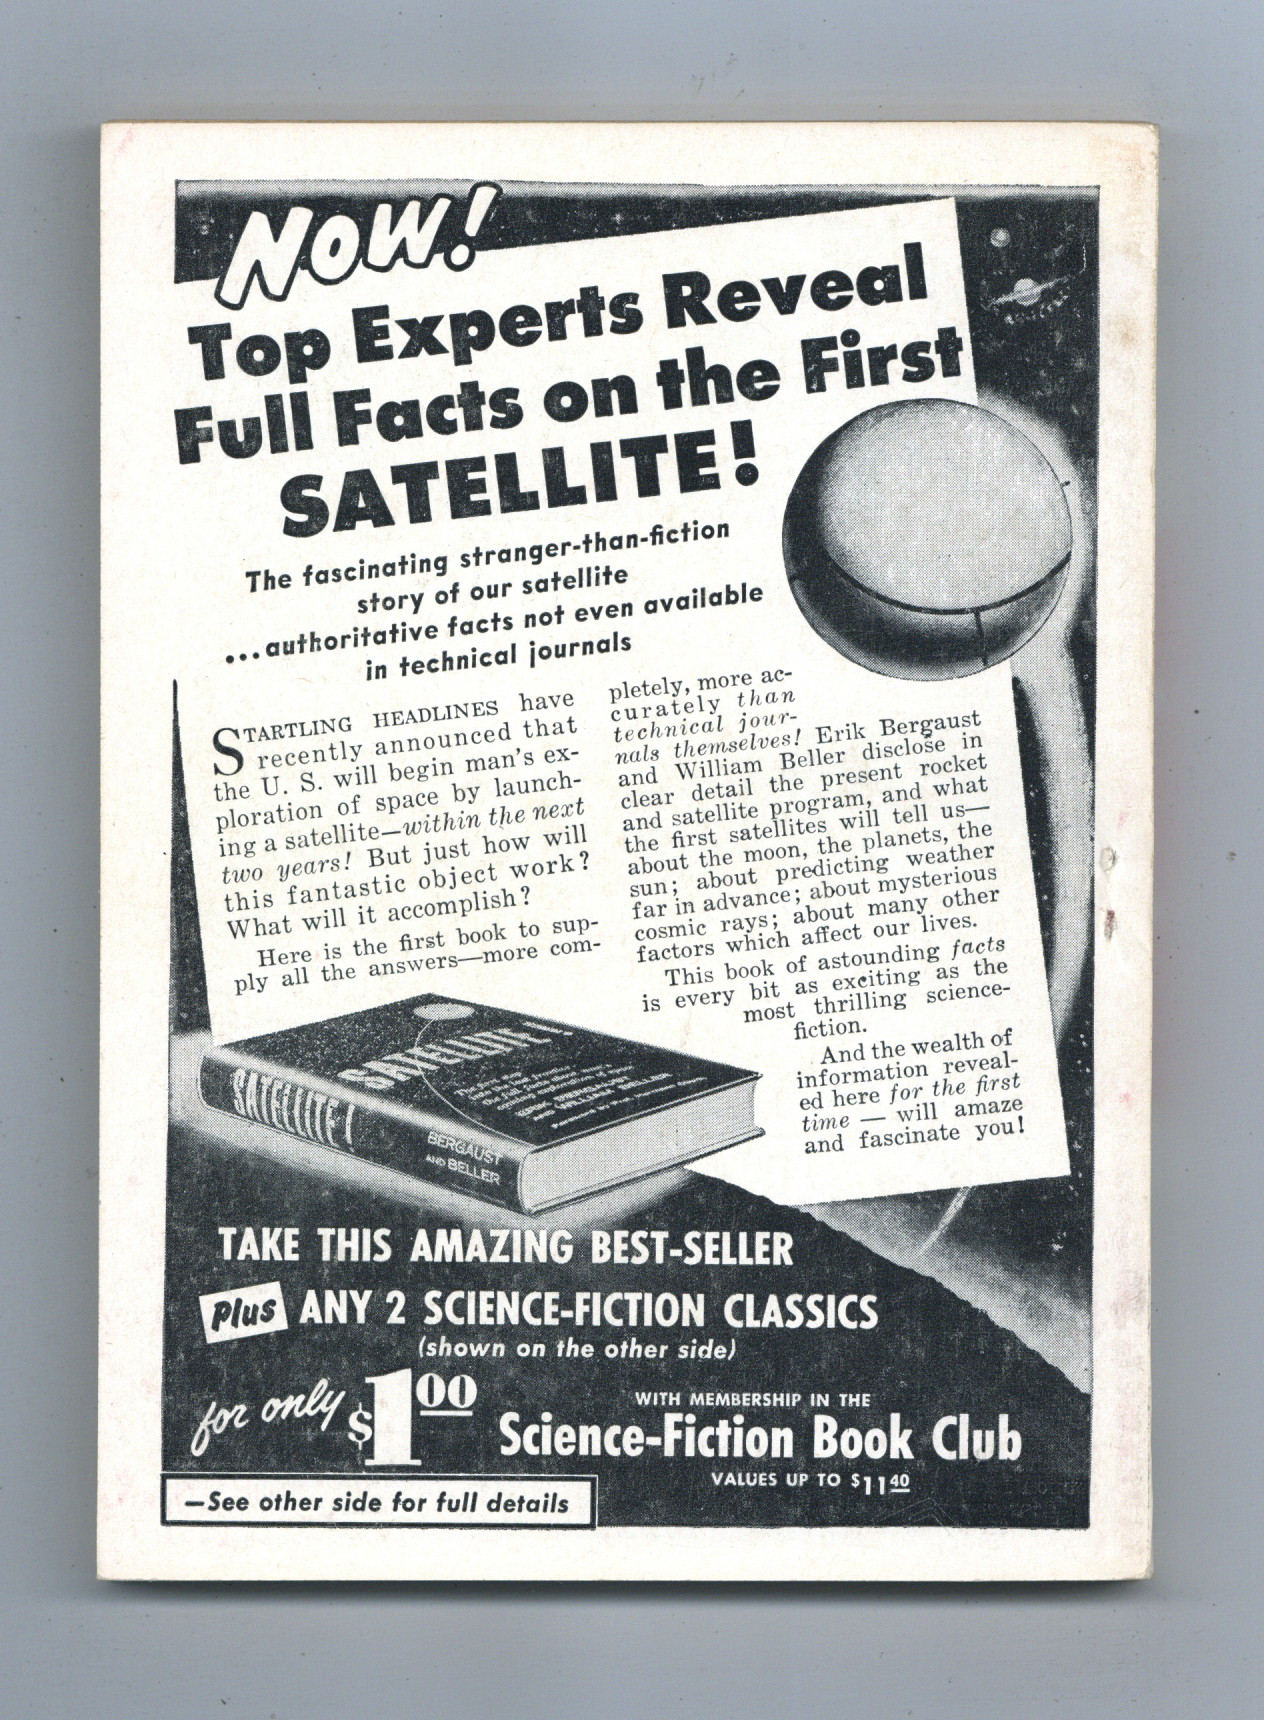 NOW!
Top Experts Reveal
Full Facts on the First
SATELLITE!
The fascinating stranger-than-fiction
story of our satellite
...authoritative facts not even available
in technical journals
STARTLING HEADLINES have
recently announced that
the U. S. will begin man's ex-
ploration of space by launch-
ing a satellite—within the next
two years! But just how will
this fantastic object work?
What will it accomplish?
Here is the first book to sup-
ply all the answers—more com-
pletely, more ac-
curately than
technical jour-
nals themselves! Erik Bergaust
and William Beller disclose in
clear detail the present rocket
and satellite program, and what
the first satellites will tell us—
about the moon, the planets, the
sun; about predicting weather
far in advance; about mysterious
cosmic rays; about many other
factors which affect our lives.
This book of astounding facts
is every bit as exciting as the
most thrilling science-
fiction.
And the wealth of
information reveal-
ed here for the first
time — will amaze
and fascinate you!
SATELLITE!
ERIK BERGAUST
AND WILLIAM BELLER
SATELLITE!
BERGAUST
AND BELLER
TAKE THIS AMAZING BEST-SELLER
Plus ANY 2 SCIENCE-FICTION CLASSICS
(shown on the other side)
for only $1.00
WITH MEMBERSHIP IN THE
Science-Fiction Book Club
VALUES UP TO $11.40
—See other side for full details